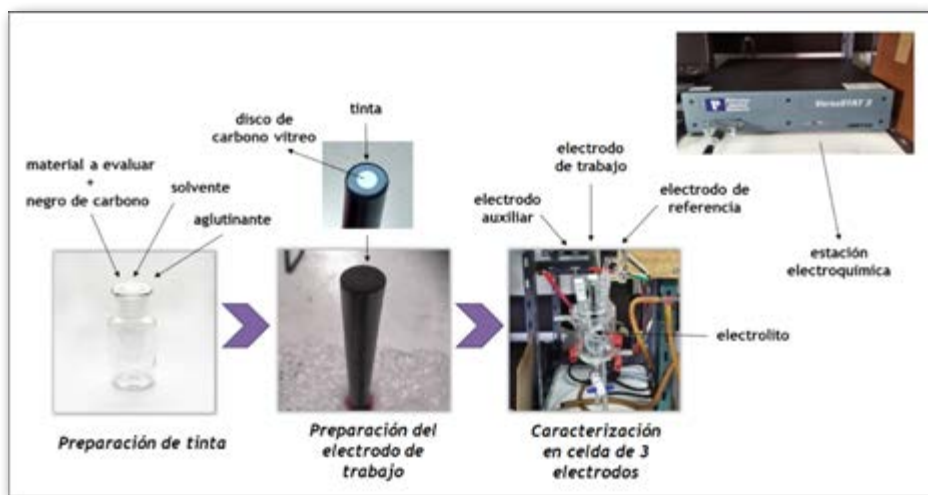 material a evaluar
+
negro de carbono
solvente
aglutinante
disco de
carbono vitreo
tinta
electrodo
auxiliar
electrodo
de trabajo
electrodo de
referencia
VersaSTAT 3
estación
electroquímica
electrolito
Preparación de tinta
Preparación del
electrodo de
trabajo
Caracterización
en celda de 3
electrodos